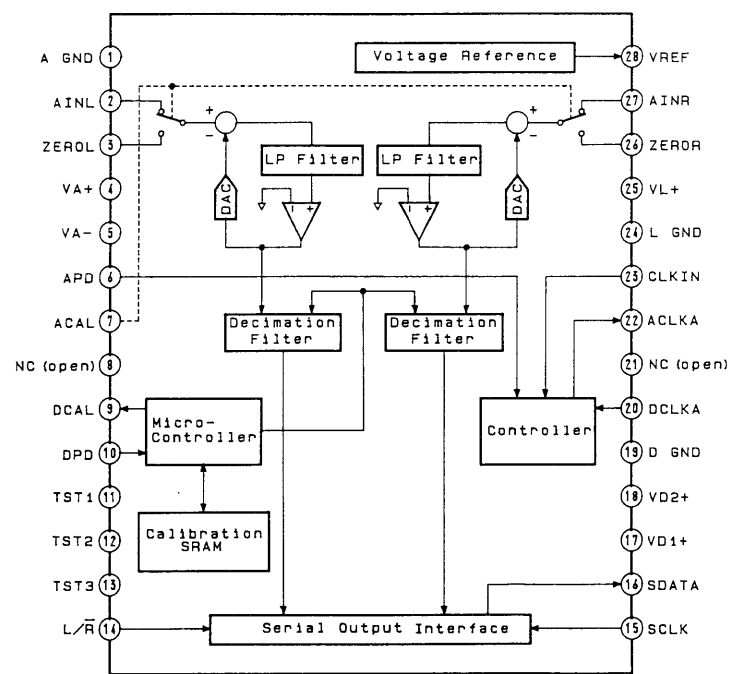 A GND 1
AINL 2
ZEROL 3
VA+ 4
VA- 5
APD 6
ACAL 7
NC (open) 8
DCAL 9
DPD 10
TST1 11
TST2 12
TST3 13
L/R̅ 14
Voltage Reference
+
−
LP Filter
DAC
− +
+
−
LP Filter
DAC
− +
Decimation
Filter
Decimation
Filter
Micro-
Controller
Calibration
SRAM
Controller
Serial Output Interface
28 VREF
27 AINR
26 ZEROR
25 VL+
24 L GND
23 CLKIN
22 ACLKA
21 NC (open)
20 DCLKA
19 D GND
18 VD2+
17 VD1+
16 SDATA
15 SCLK